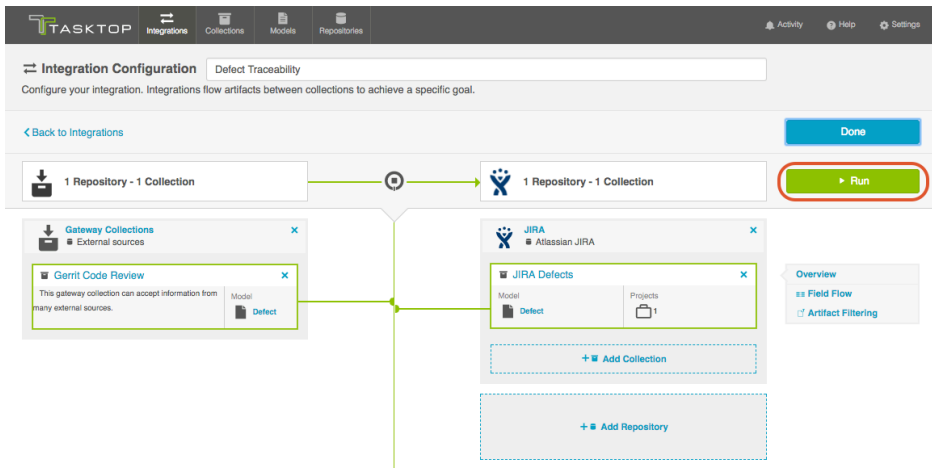 TASKTOP
Integrations
Collections
Models
Repositories
Activity
Help
Settings
Integration Configuration
Defect Traceability
Configure your integration. Integrations flow artifacts between collections to achieve a specific goal.
Back to Integrations
Done
1 Repository - 1 Collection
1 Repository - 1 Collection
Run
Gateway Collections
External sources
Gerrit Code Review
This gateway collection can accept information from
many external sources.
Model
Defect
JIRA
Atlassian JIRA
JIRA Defects
Model
Defect
Projects
1
+ Add Collection
+ Add Repository
Overview
Field Flow
Artifact Filtering